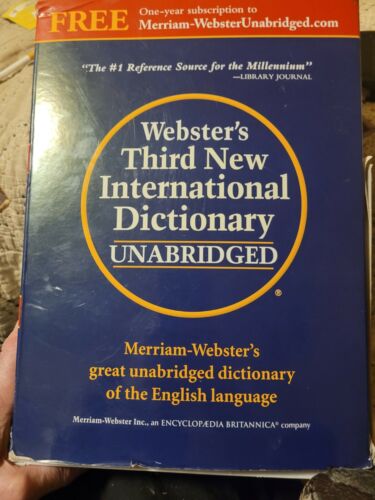 FREE One-year subscription to
Merriam-WebsterUnabridged.com
"The #1 Reference Source for the Millennium"
—LIBRARY JOURNAL
Webster's
Third New
International
Dictionary
UNABRIDGED
®
Merriam-Webster's
great unabridged dictionary
of the English language
Merriam-Webster Inc., an ENCYCLOPÆDIA BRITANNICA® company